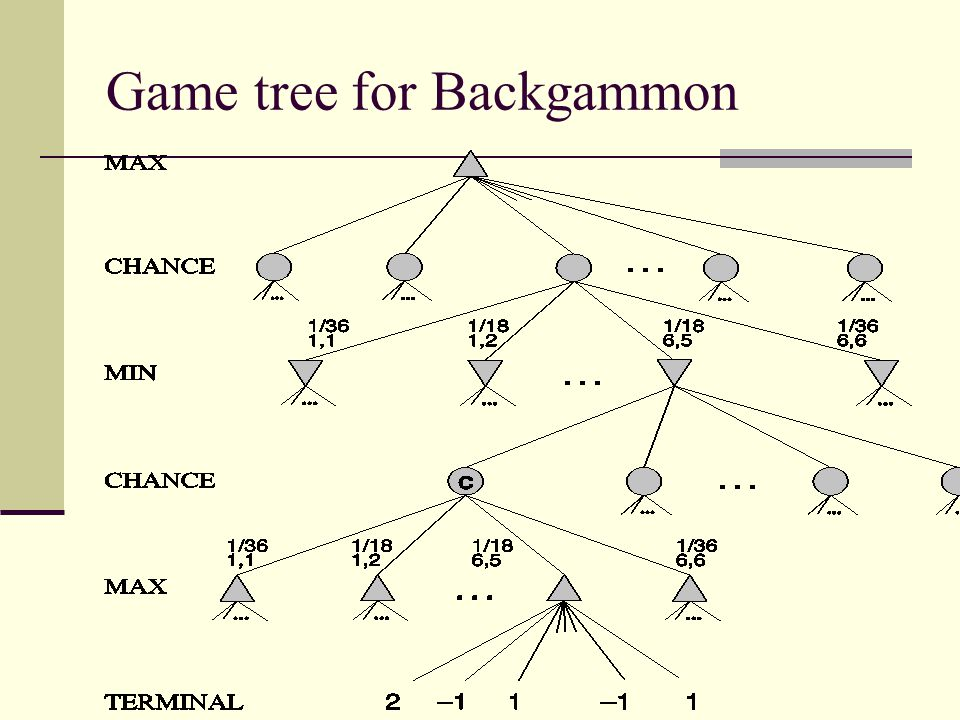 Game tree for Backgammon
MAX
CHANCE
...
... ... ... ...
1/36 1/18 1/18 1/36
1,1 1,2 6,5 6,6
MIN
...
... ... ...
CHANCE
C
...
... ...
1/36 1/18 1/18 1/36
1,1 1,2 6,5 6,6
MAX
...
... ... ...
TERMINAL 2 –1 1 –1 1